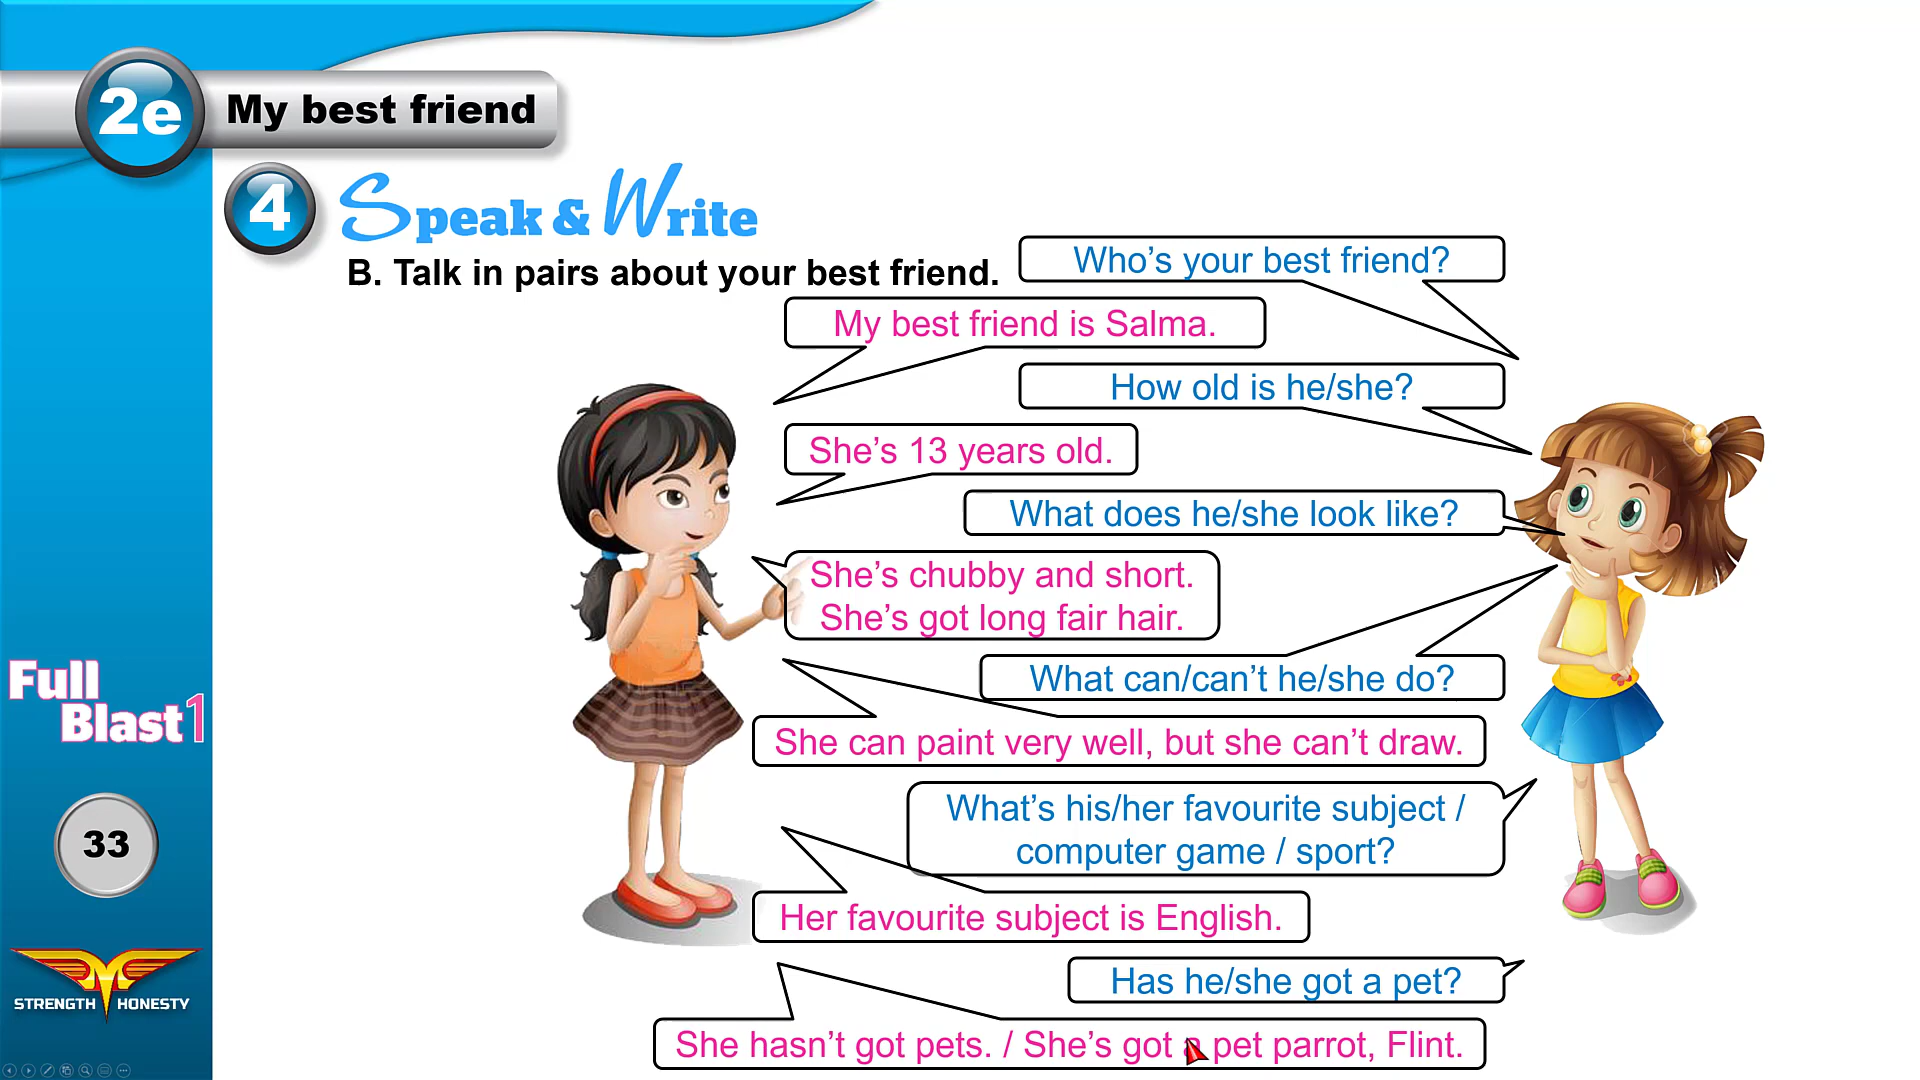 2e
My best friend
4
Speak & Write
B. Talk in pairs about your best friend.
Who’s your best friend?
My best friend is Salma.
How old is he/she?
She’s 13 years old.
What does he/she look like?
She’s chubby and short.
She’s got long fair hair.
What can/can’t he/she do?
She can paint very well, but she can’t draw.
What’s his/her favourite subject /
computer game / sport?
Her favourite subject is English.
Has he/she got a pet?
She hasn’t got pets. / She’s got a pet parrot, Flint.
Full
Blast 1
33
STRENGTH HONESTY